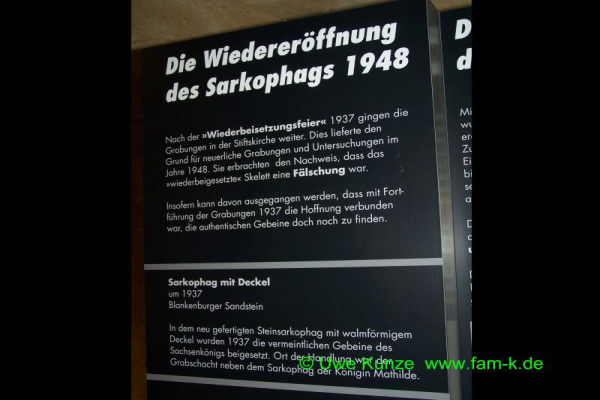 Die Wiedereröffnung
des Sarkophags 1948
Nach der »Wiederbeisetzungsfeier« 1937 gingen die
Grabungen in der Stiftskirche weiter. Dies lieferte den
Grund für neuerliche Grabungen und Untersuchungen im
Jahre 1948. Sie erbrachten den Nachweis, dass das
»wiederbeigesetzte« Skelett eine Fälschung war.
Insofern kann davon ausgegangen werden, dass mit Fort-
führung der Grabungen 1937 die Hoffnung verbunden
war, die authentischen Gebeine doch noch zu finden.
Sarkophag mit Deckel
um 1937
Blankenburger Sandstein
In dem neu gefertigten Steinsarkophag mit walmförmigem
Deckel wurden 1937 die vermeintlichen Gebeine des
Sachsenkönigs beigesetzt. Ort der Handlung war der
Grabschacht neben dem Sarkophag der Königin Mathilde.
© Uwe Kunze www.fam-k.de